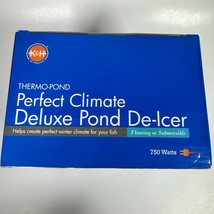 K&H
THERMO-POND
Perfect Climate
Deluxe Pond De-Icer
Helps create perfect winter climate for your fish
Floating or Submersible
750 Watts